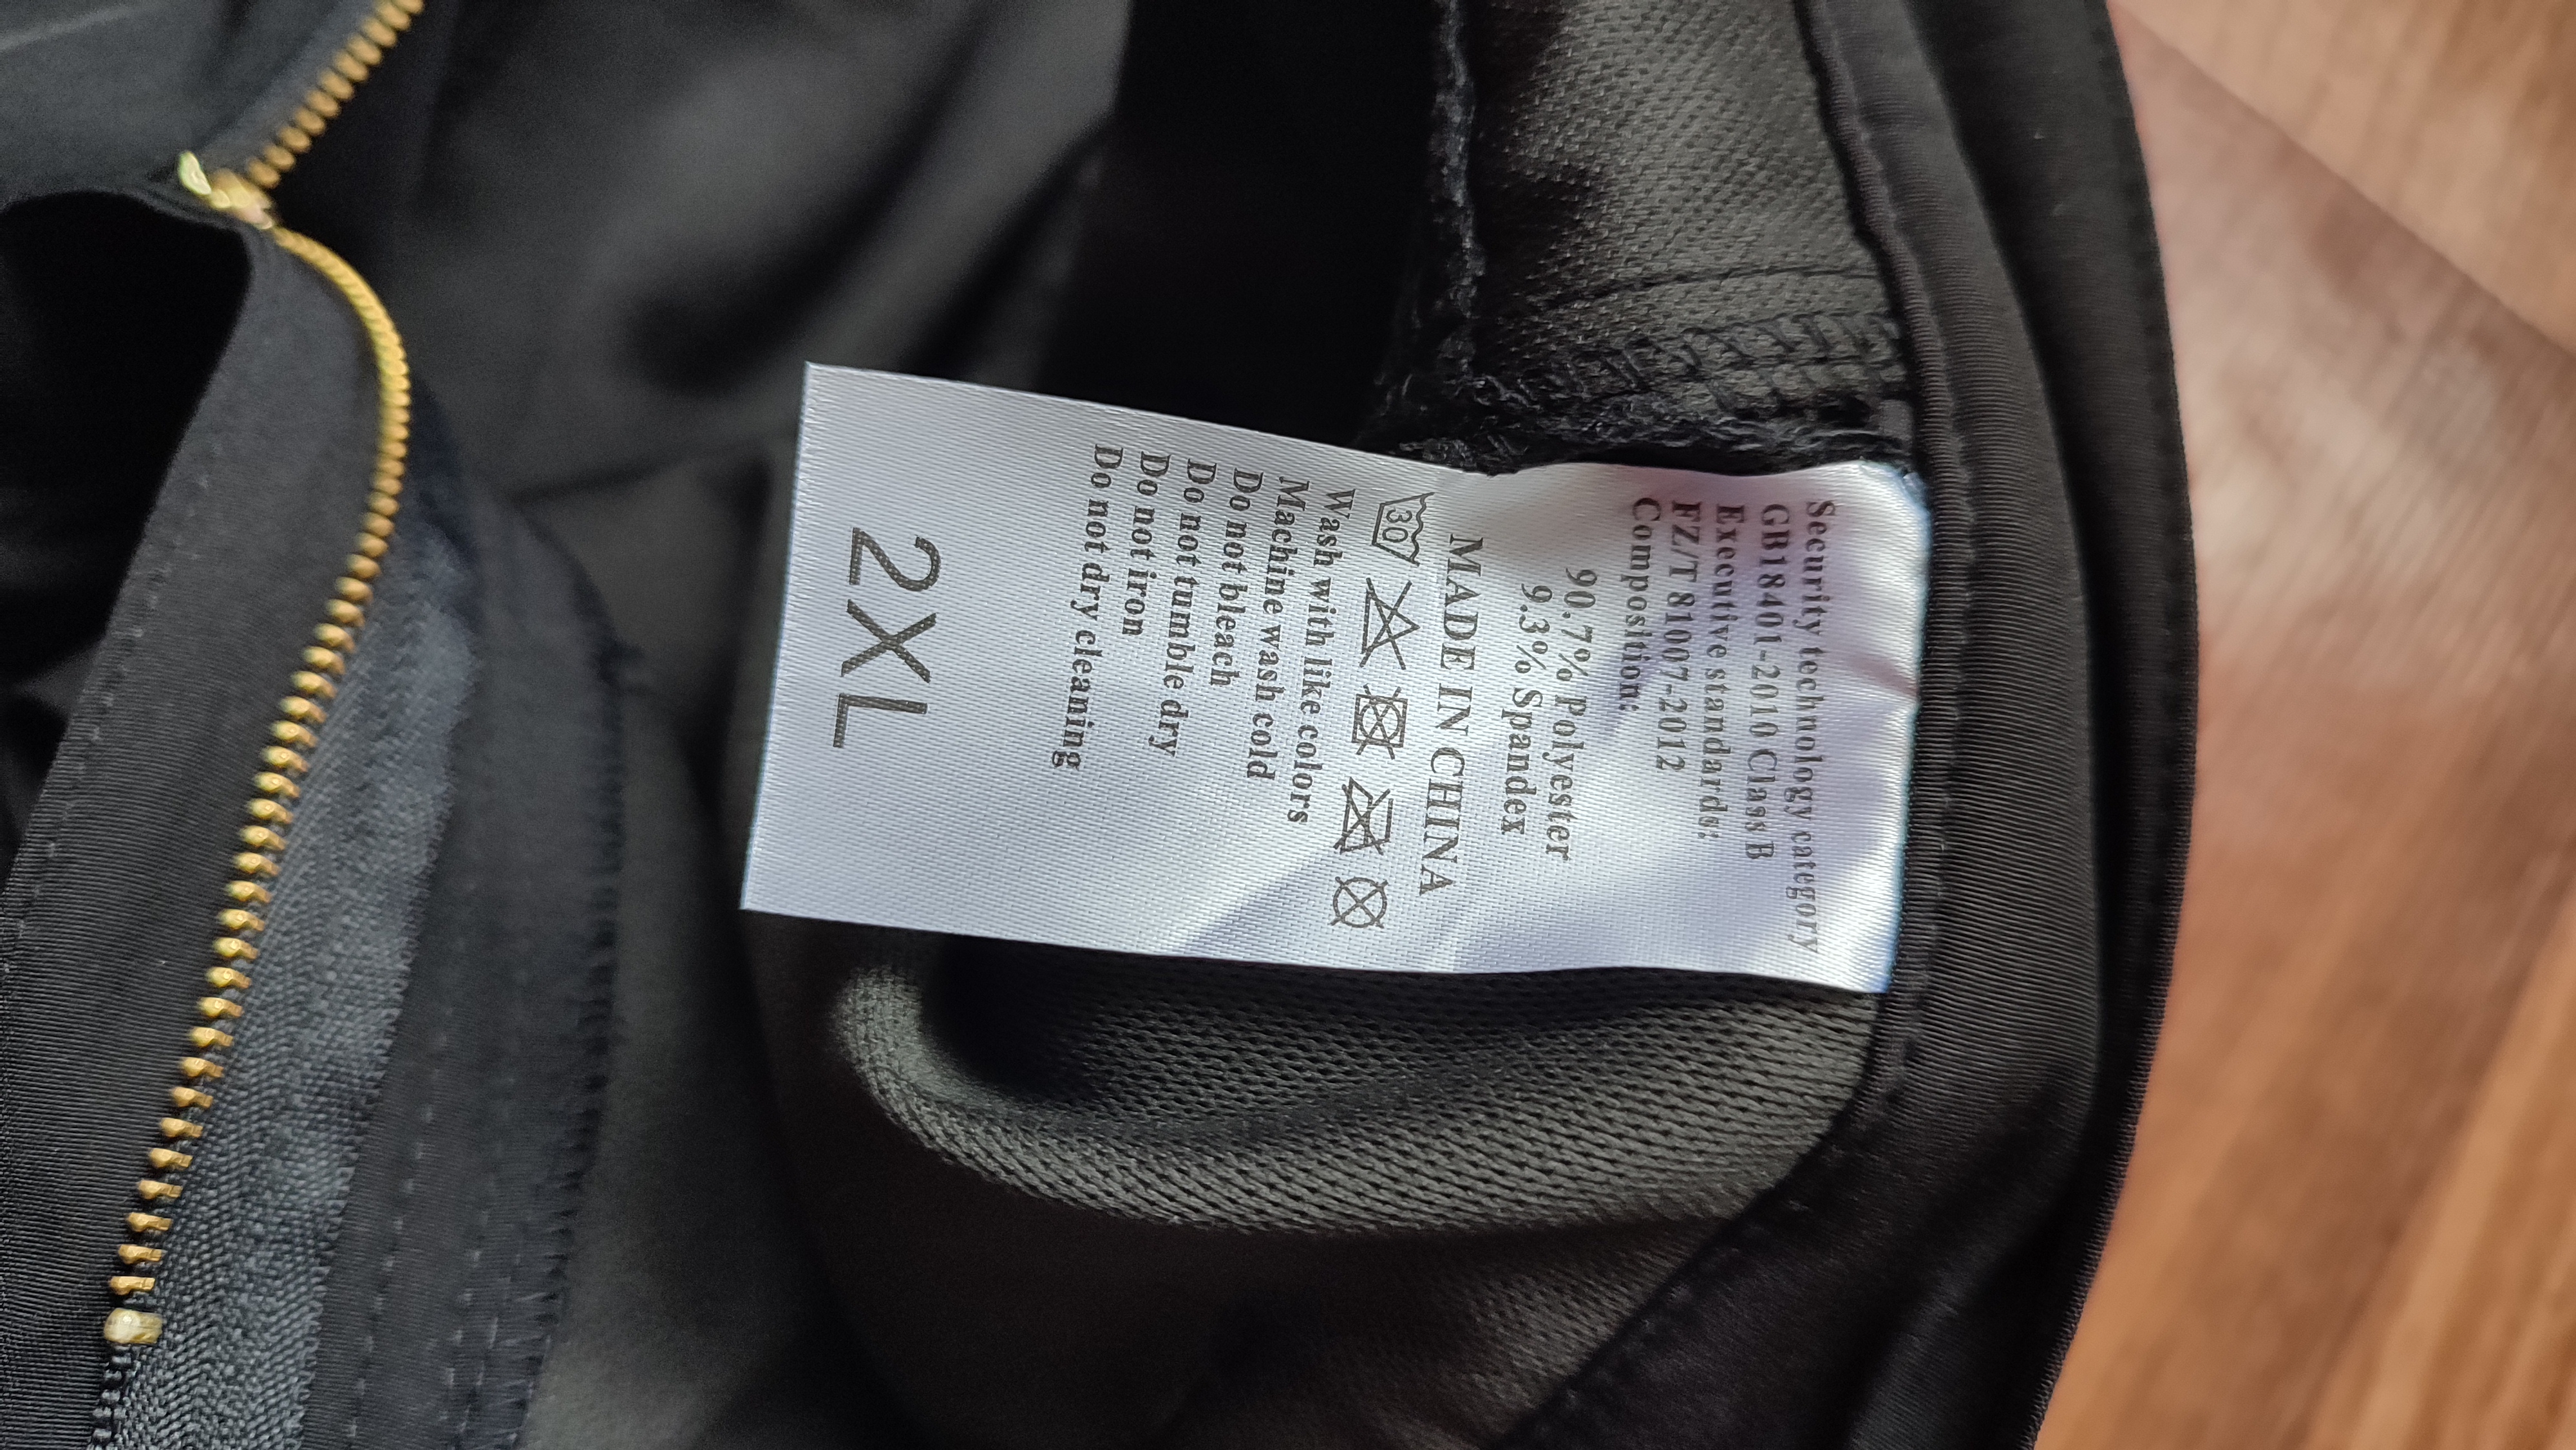 Security technology category
GB18401-2010 Class B
Executive standards:
FZ/T 81007-2012
Composition:
90.7% Polyester
9.3% Spandex
MADE IN CHINA
30
Wash with like colors
Machine wash cold
Do not bleach
Do not tumble dry
Do not iron
Do not dry cleaning
2XL